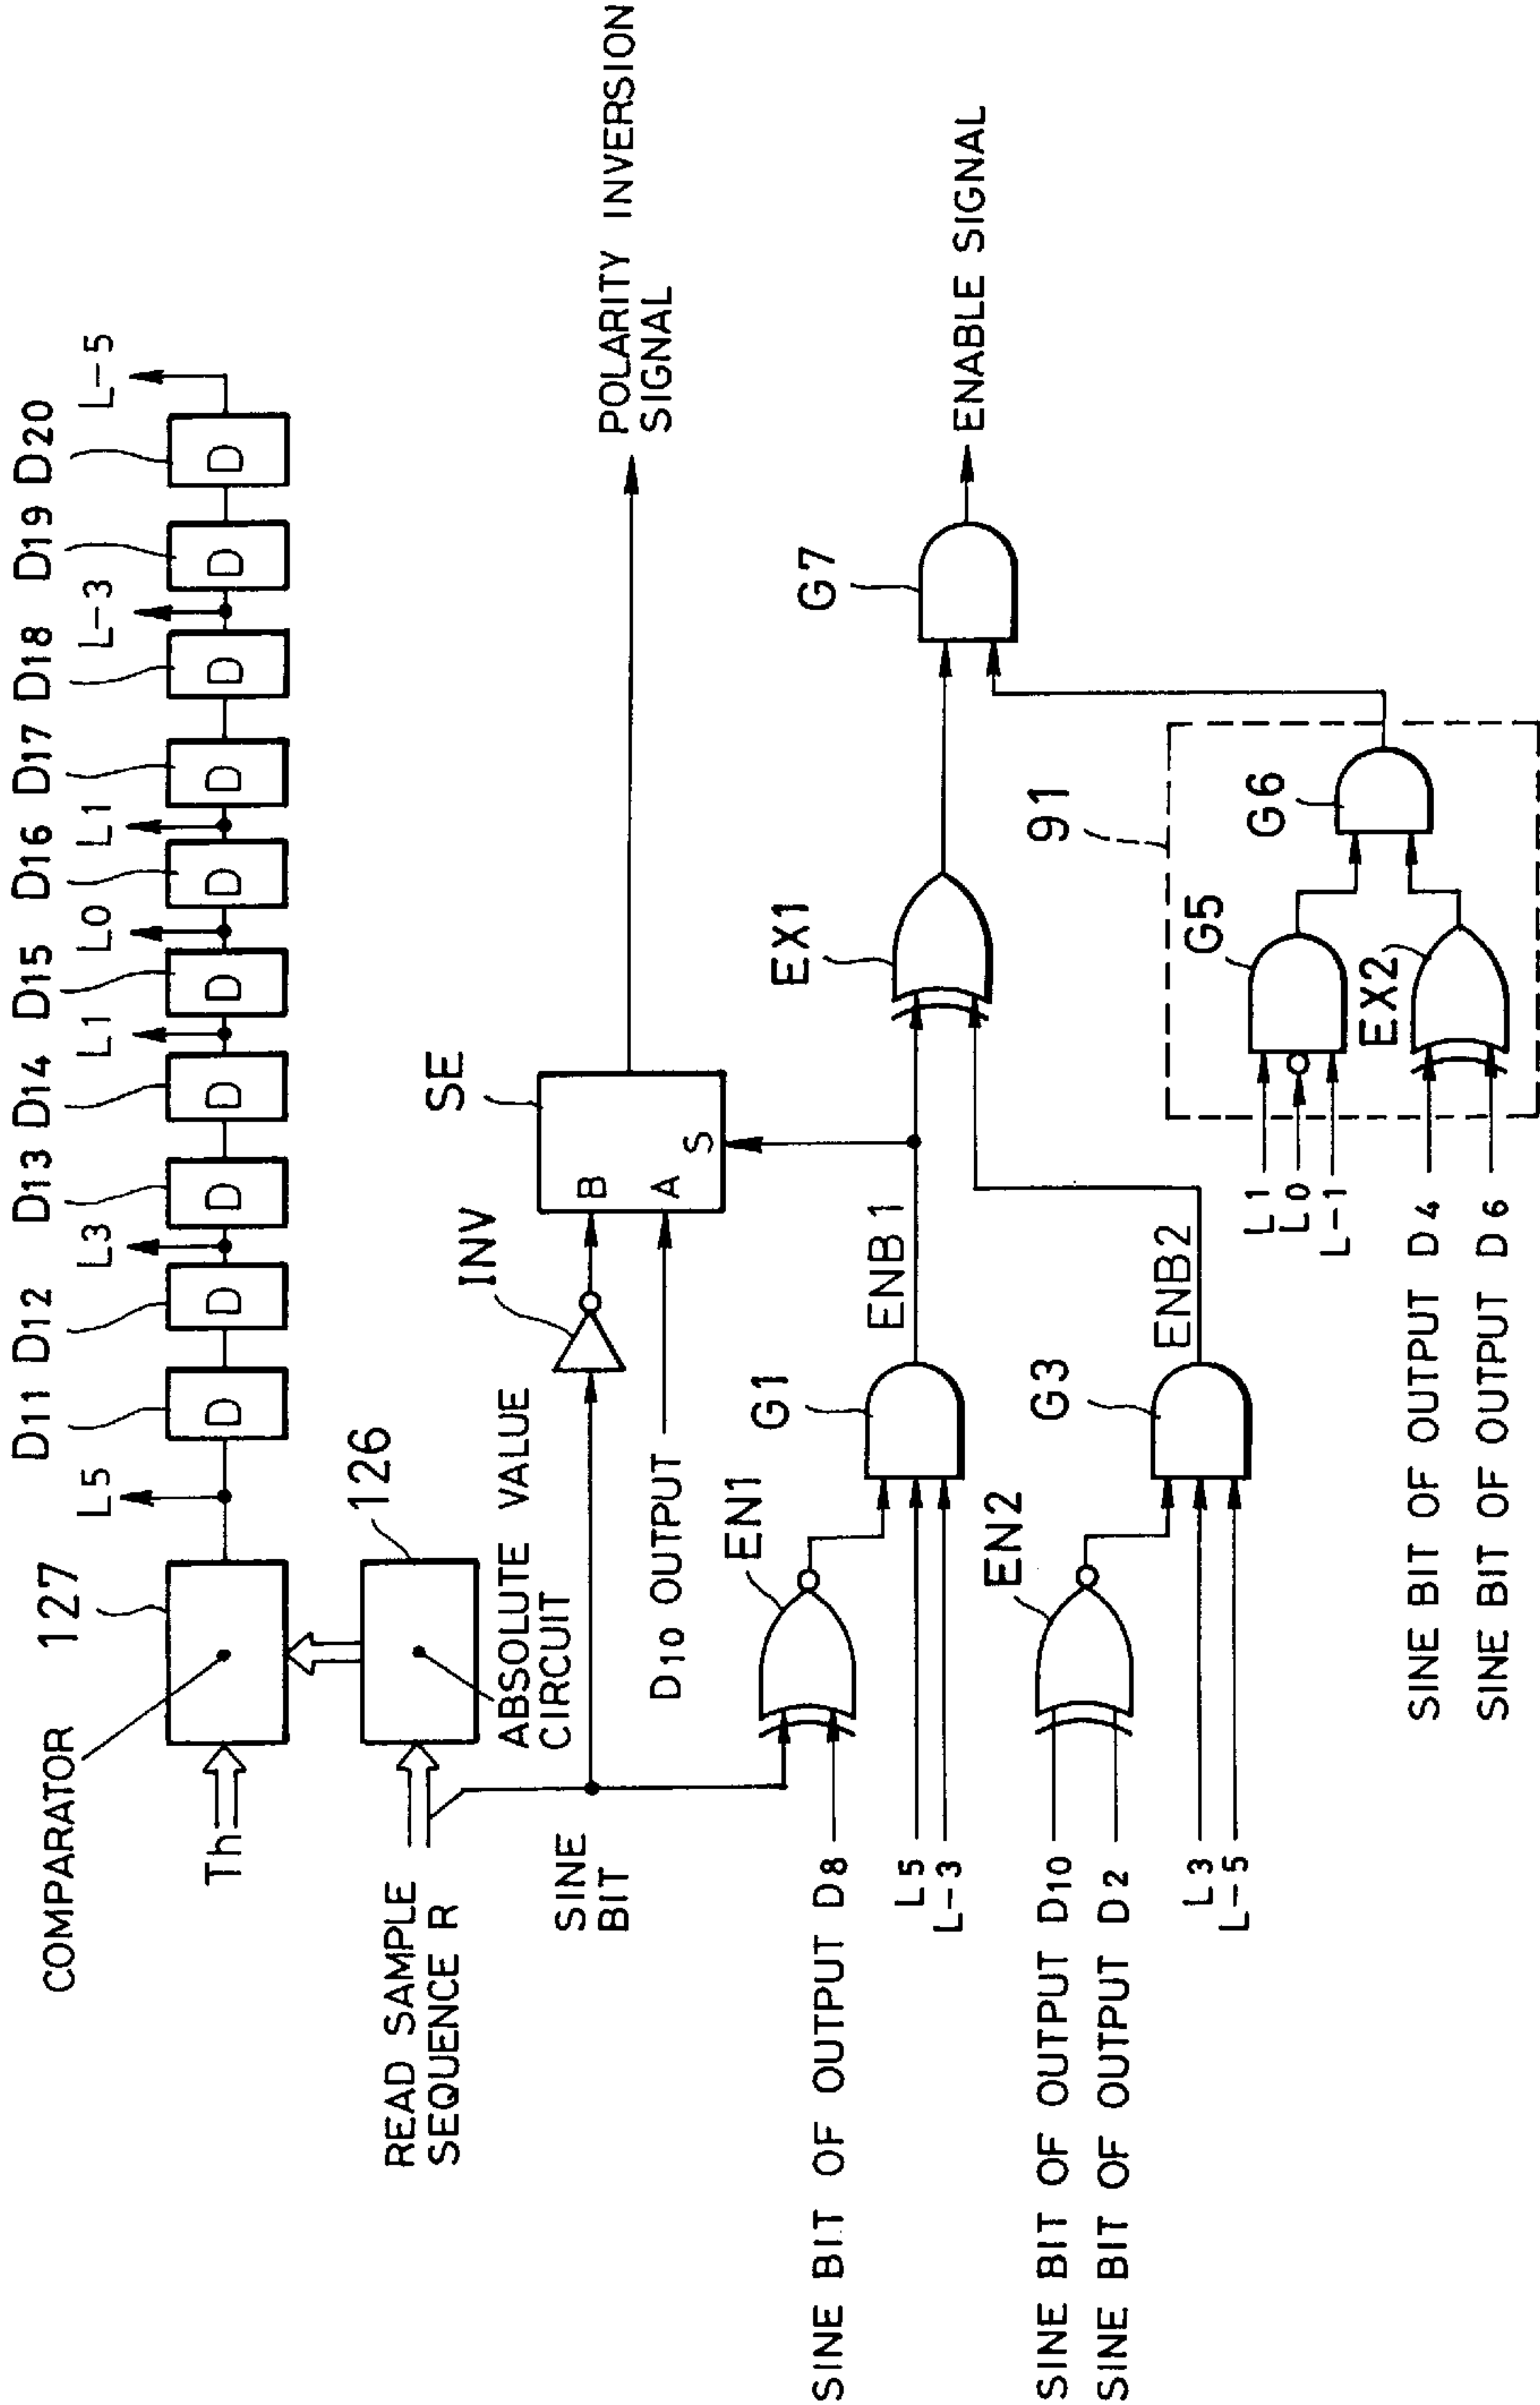 D11 D12 D13 D14 D15 D16 D17 D18 D19 D20
L5 L3 L1 L0 L1 L-3 L-5
D D D D D D D D D D
127
COMPARATOR
Th
126
READ SAMPLE
SEQUENCE R
ABSOLUTE VALUE
CIRCUIT
SINE
BIT
INV
SE
B
A
S
D10 OUTPUT
POLARITY INVERSION
SIGNAL
EN1
G1
ENB1
EX1
G7
ENABLE SIGNAL
SINE BIT OF OUTPUT D8
L5
L-3
EN2
G3
ENB2
SINE BIT OF OUTPUT D10
SINE BIT OF OUTPUT D2
L3
L-5
91
G5
G6
EX2
L1
L0
L-1
SINE BIT OF OUTPUT D4
SINE BIT OF OUTPUT D6